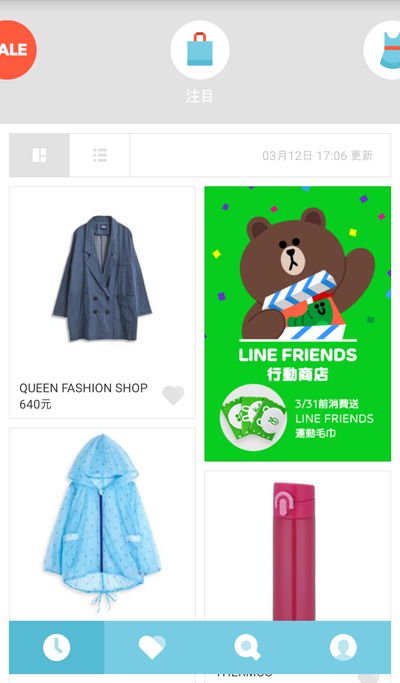 ALE
注目
03月12日 17:06 更新
QUEEN FASHION SHOP
640元
LINE FRIENDS
行動商店
3/31前消費送
LINE FRIENDS
運動毛巾
THERMOS